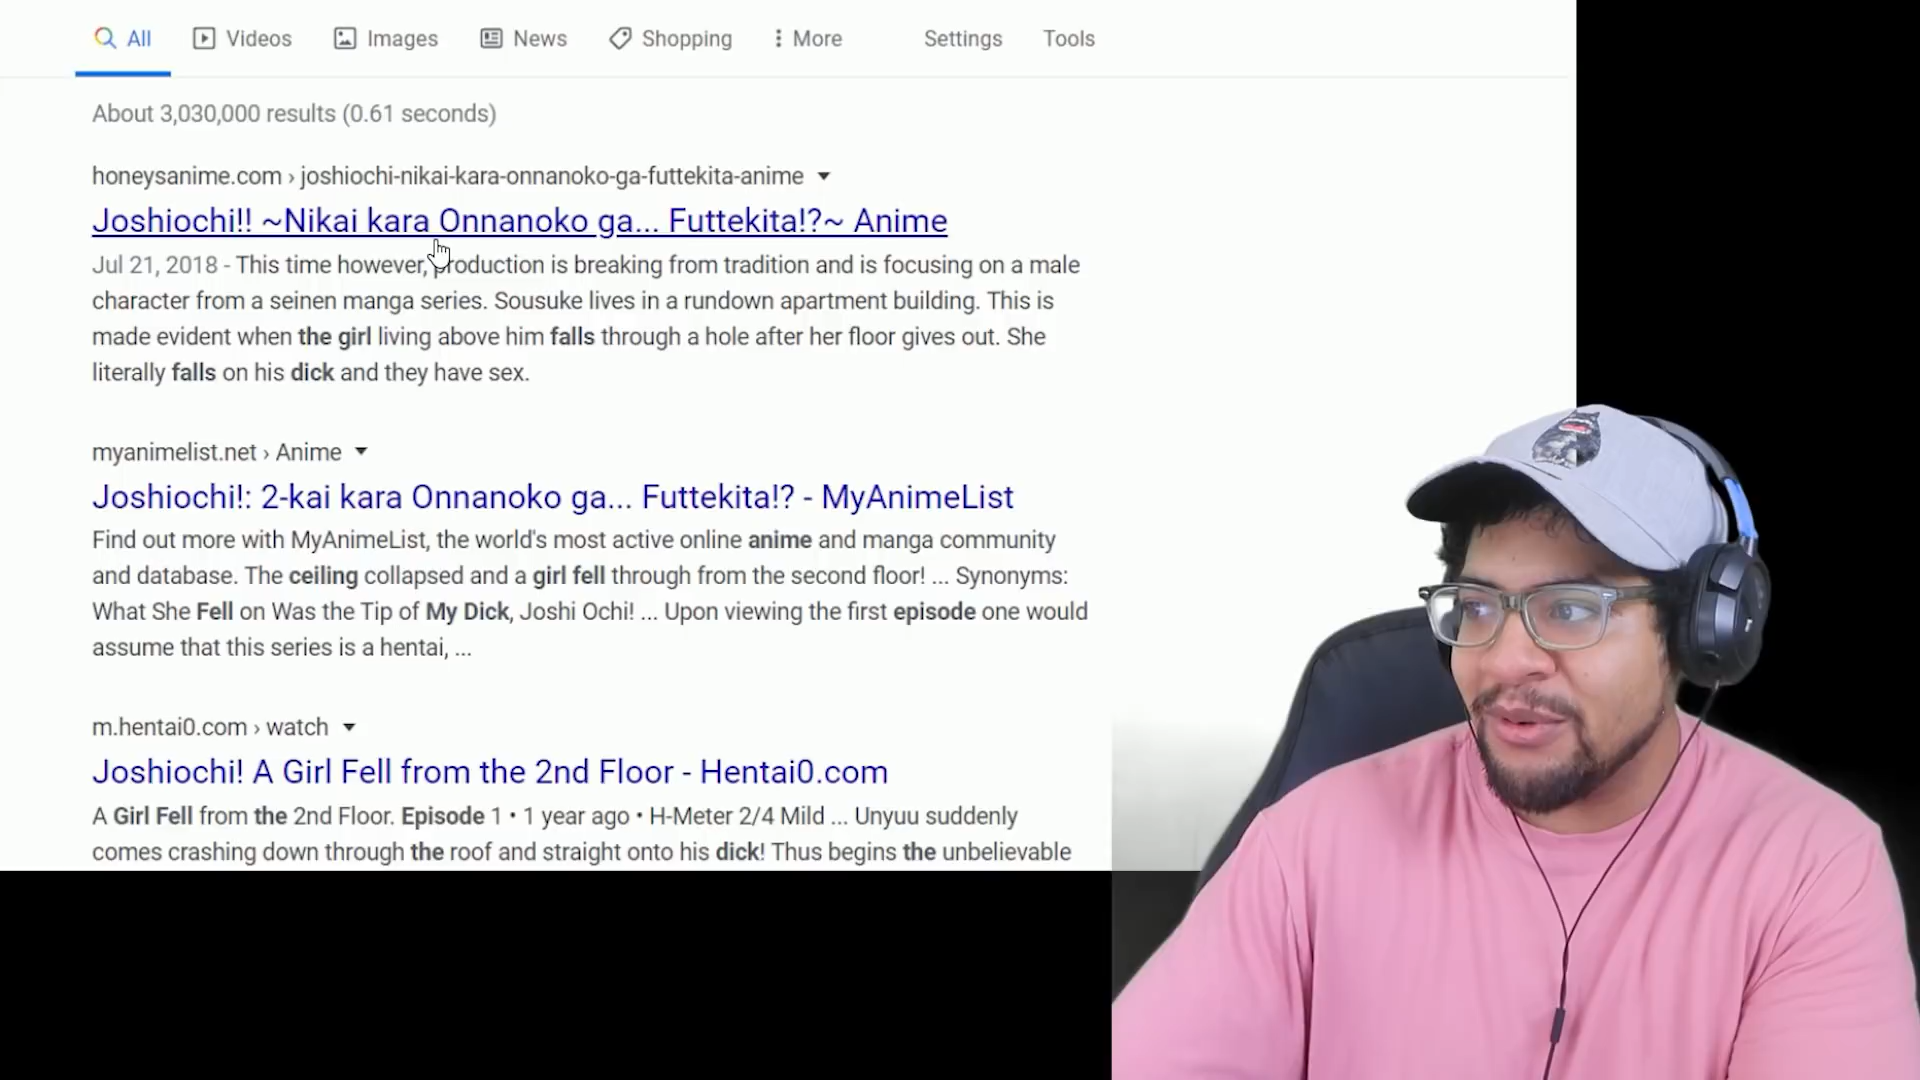 All Videos Images News Shopping More Settings Tools
About 3,030,000 results (0.61 seconds)
honeysanime.com › joshiochi-nikai-kara-onnanoko-ga-futtekita-anime
Joshiochi!! ~Nikai kara Onnanoko ga... Futtekita!?~ Anime
Jul 21, 2018 - This time however, production is breaking from tradition and is focusing on a male
character from a seinen manga series. Sousuke lives in a rundown apartment building. This is
made evident when the girl living above him falls through a hole after her floor gives out. She
literally falls on his dick and they have sex.
myanimelist.net › Anime
Joshiochi!: 2-kai kara Onnanoko ga... Futtekita!? - MyAnimeList
Find out more with MyAnimeList, the world's most active online anime and manga community
and database. The ceiling collapsed and a girl fell through from the second floor! ... Synonyms:
What She Fell on Was the Tip of My Dick, Joshi Ochi! ... Upon viewing the first episode one would
assume that this series is a hentai, ...
m.hentai0.com › watch
Joshiochi! A Girl Fell from the 2nd Floor - Hentai0.com
A Girl Fell from the 2nd Floor. Episode 1 • 1 year ago • H-Meter 2/4 Mild ... Unyuu suddenly
comes crashing down through the roof and straight onto his dick! Thus begins the unbelievable